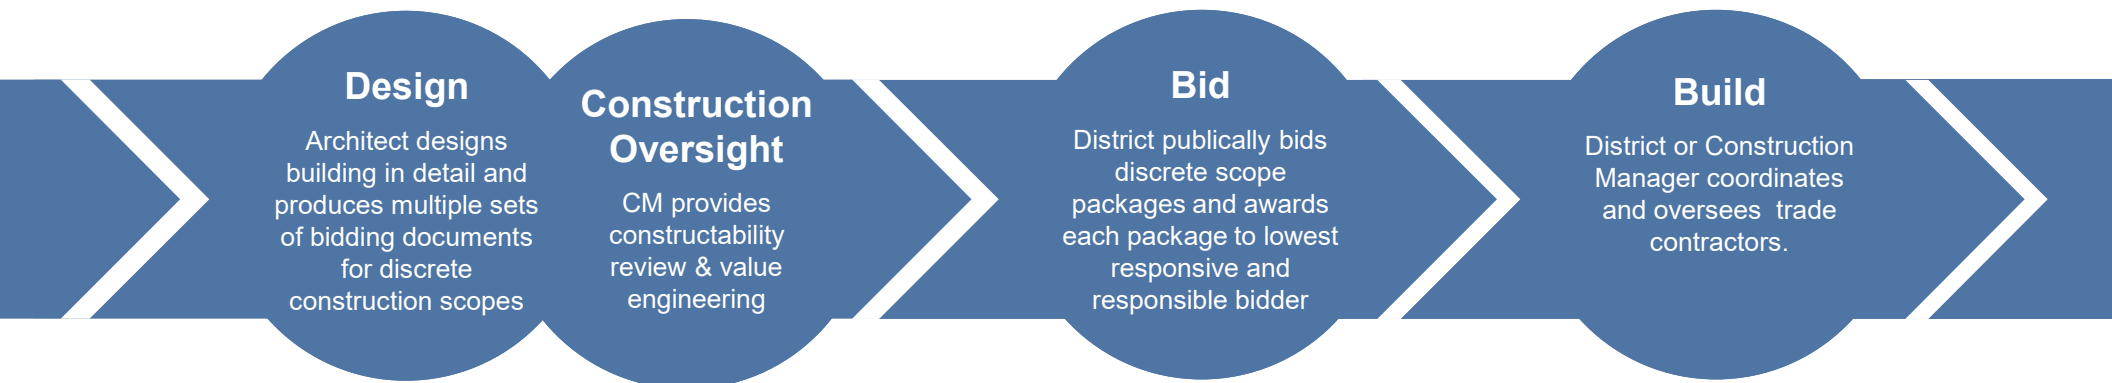 Design
Architect designs
building in detail and
produces multiple sets
of bidding documents
for discrete
construction scopes
Construction
Oversight
CM provides
constructability
review & value
engineering
Bid
District publically bids
discrete scope
packages and awards
each package to lowest
responsive and
responsible bidder
Build
District or Construction
Manager coordinates
and oversees  trade
contractors.